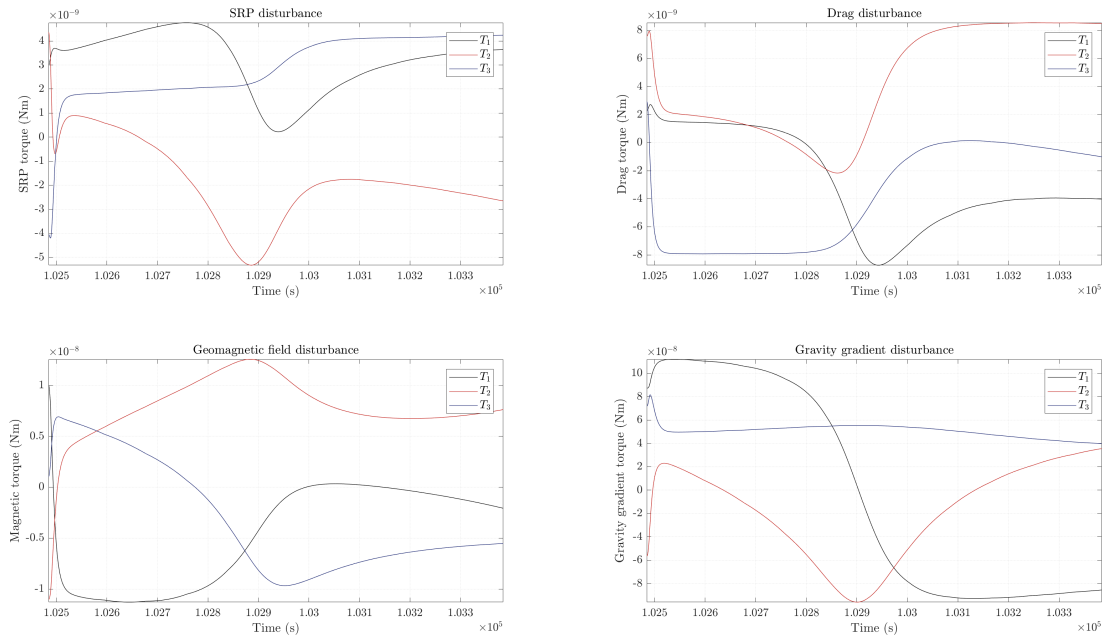 SRP disturbance
×10⁻⁹
4
3
2
1
0
-1
-2
-3
-4
-5
SRP torque (Nm)
T₁
T₂
T₃
1.025 1.026 1.027 1.028 1.029 1.03 1.031 1.032 1.033
Time (s)
×10⁵
Drag disturbance
×10⁻⁹
8
6
4
2
0
-2
-4
-6
-8
Drag torque (Nm)
T₁
T₂
T₃
1.025 1.026 1.027 1.028 1.029 1.03 1.031 1.032 1.033
Time (s)
×10⁵
Geomagnetic field disturbance
×10⁻⁸
1
0.5
0
-0.5
-1
Magnetic torque (Nm)
T₁
T₂
T₃
1.025 1.026 1.027 1.028 1.029 1.03 1.031 1.032 1.033
Time (s)
×10⁵
Gravity gradient disturbance
×10⁻⁸
10
8
6
4
2
0
-2
-4
-6
-8
Gravity gradient torque (Nm)
T₁
T₂
T₃
1.025 1.026 1.027 1.028 1.029 1.03 1.031 1.032 1.033
Time (s)
×10⁵